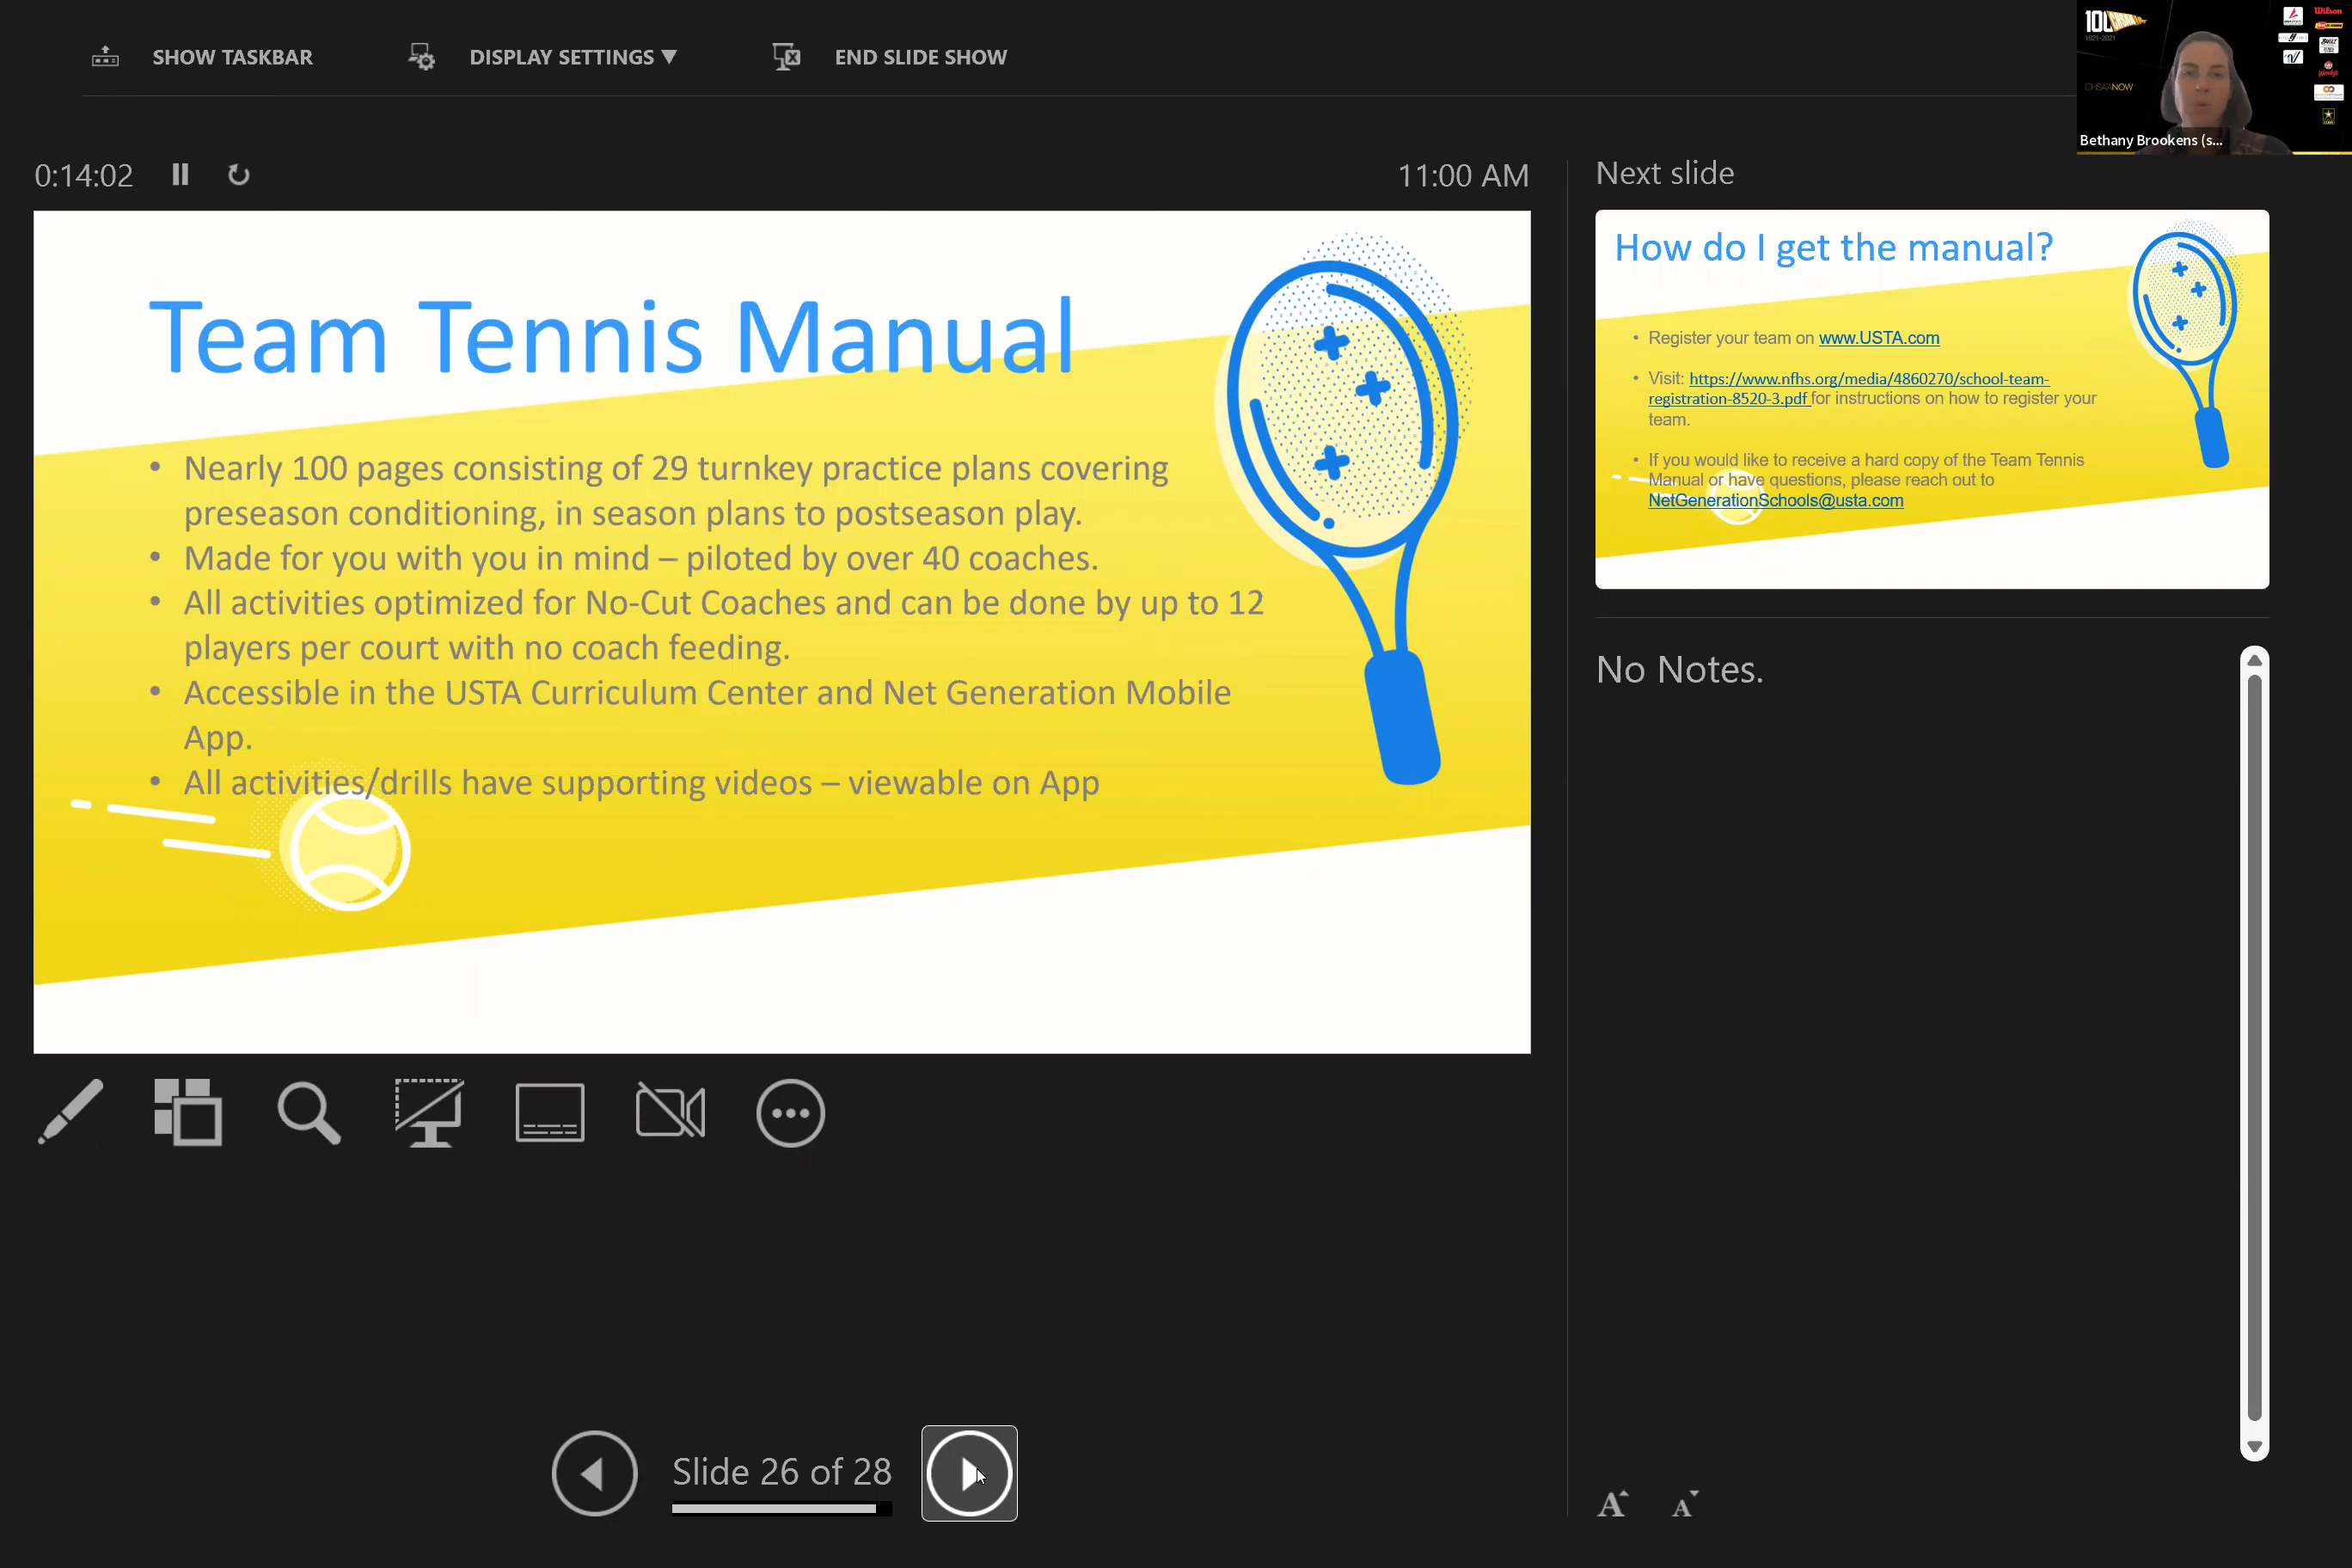 SHOW TASKBAR
DISPLAY SETTINGS ▼
END SLIDE SHOW
100 CHSAA
1921-2021
CHSAANOW
Wilson
Wendy's
Bethany Brookens (s...
0:14:02
11:00 AM
Team Tennis Manual
• Nearly 100 pages consisting of 29 turnkey practice plans covering
preseason conditioning, in season plans to postseason play.
• Made for you with you in mind – piloted by over 40 coaches.
• All activities optimized for No-Cut Coaches and can be done by up to 12
players per court with no coach feeding.
• Accessible in the USTA Curriculum Center and Net Generation Mobile
App.
• All activities/drills have supporting videos – viewable on App
Next slide
How do I get the manual?
• Register your team on www.USTA.com
• Visit: https://www.nfhs.org/media/4860270/school-team-
registration-8520-3.pdf for instructions on how to register your
team.
• If you would like to receive a hard copy of the Team Tennis
Manual or have questions, please reach out to
NetGenerationSchools@usta.com
No Notes.
Slide 26 of 28
A A